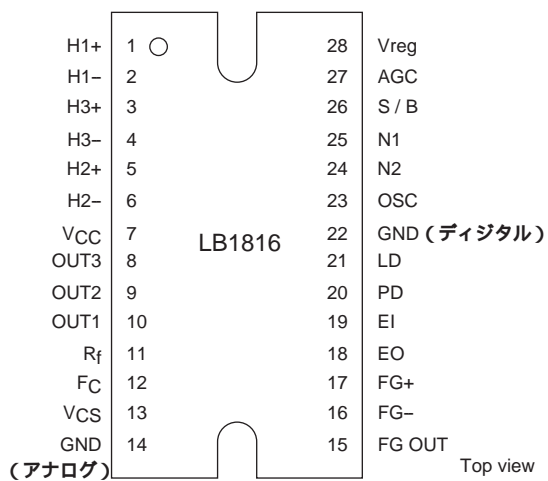 H1+ 1 28 Vreg
H1− 2 27 AGC
H3+ 3 26 S / B
H3− 4 25 N1
H2+ 5 24 N2
H2− 6 23 OSC
VCC 7 LB1816 22 GND（ディジタル）
OUT3 8 21 LD
OUT2 9 20 PD
OUT1 10 19 EI
Rf 11 18 EO
FC 12 17 FG+
VCS 13 16 FG−
GND 14 15 FG OUT
（アナログ） Top view